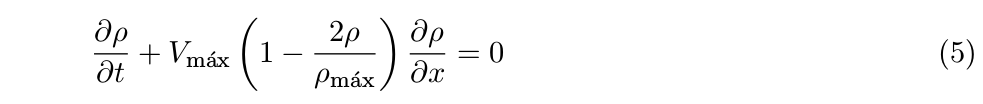 ∂ρ/∂t + V_máx (1 − 2ρ/ρ_máx) ∂ρ/∂x = 0 (5)